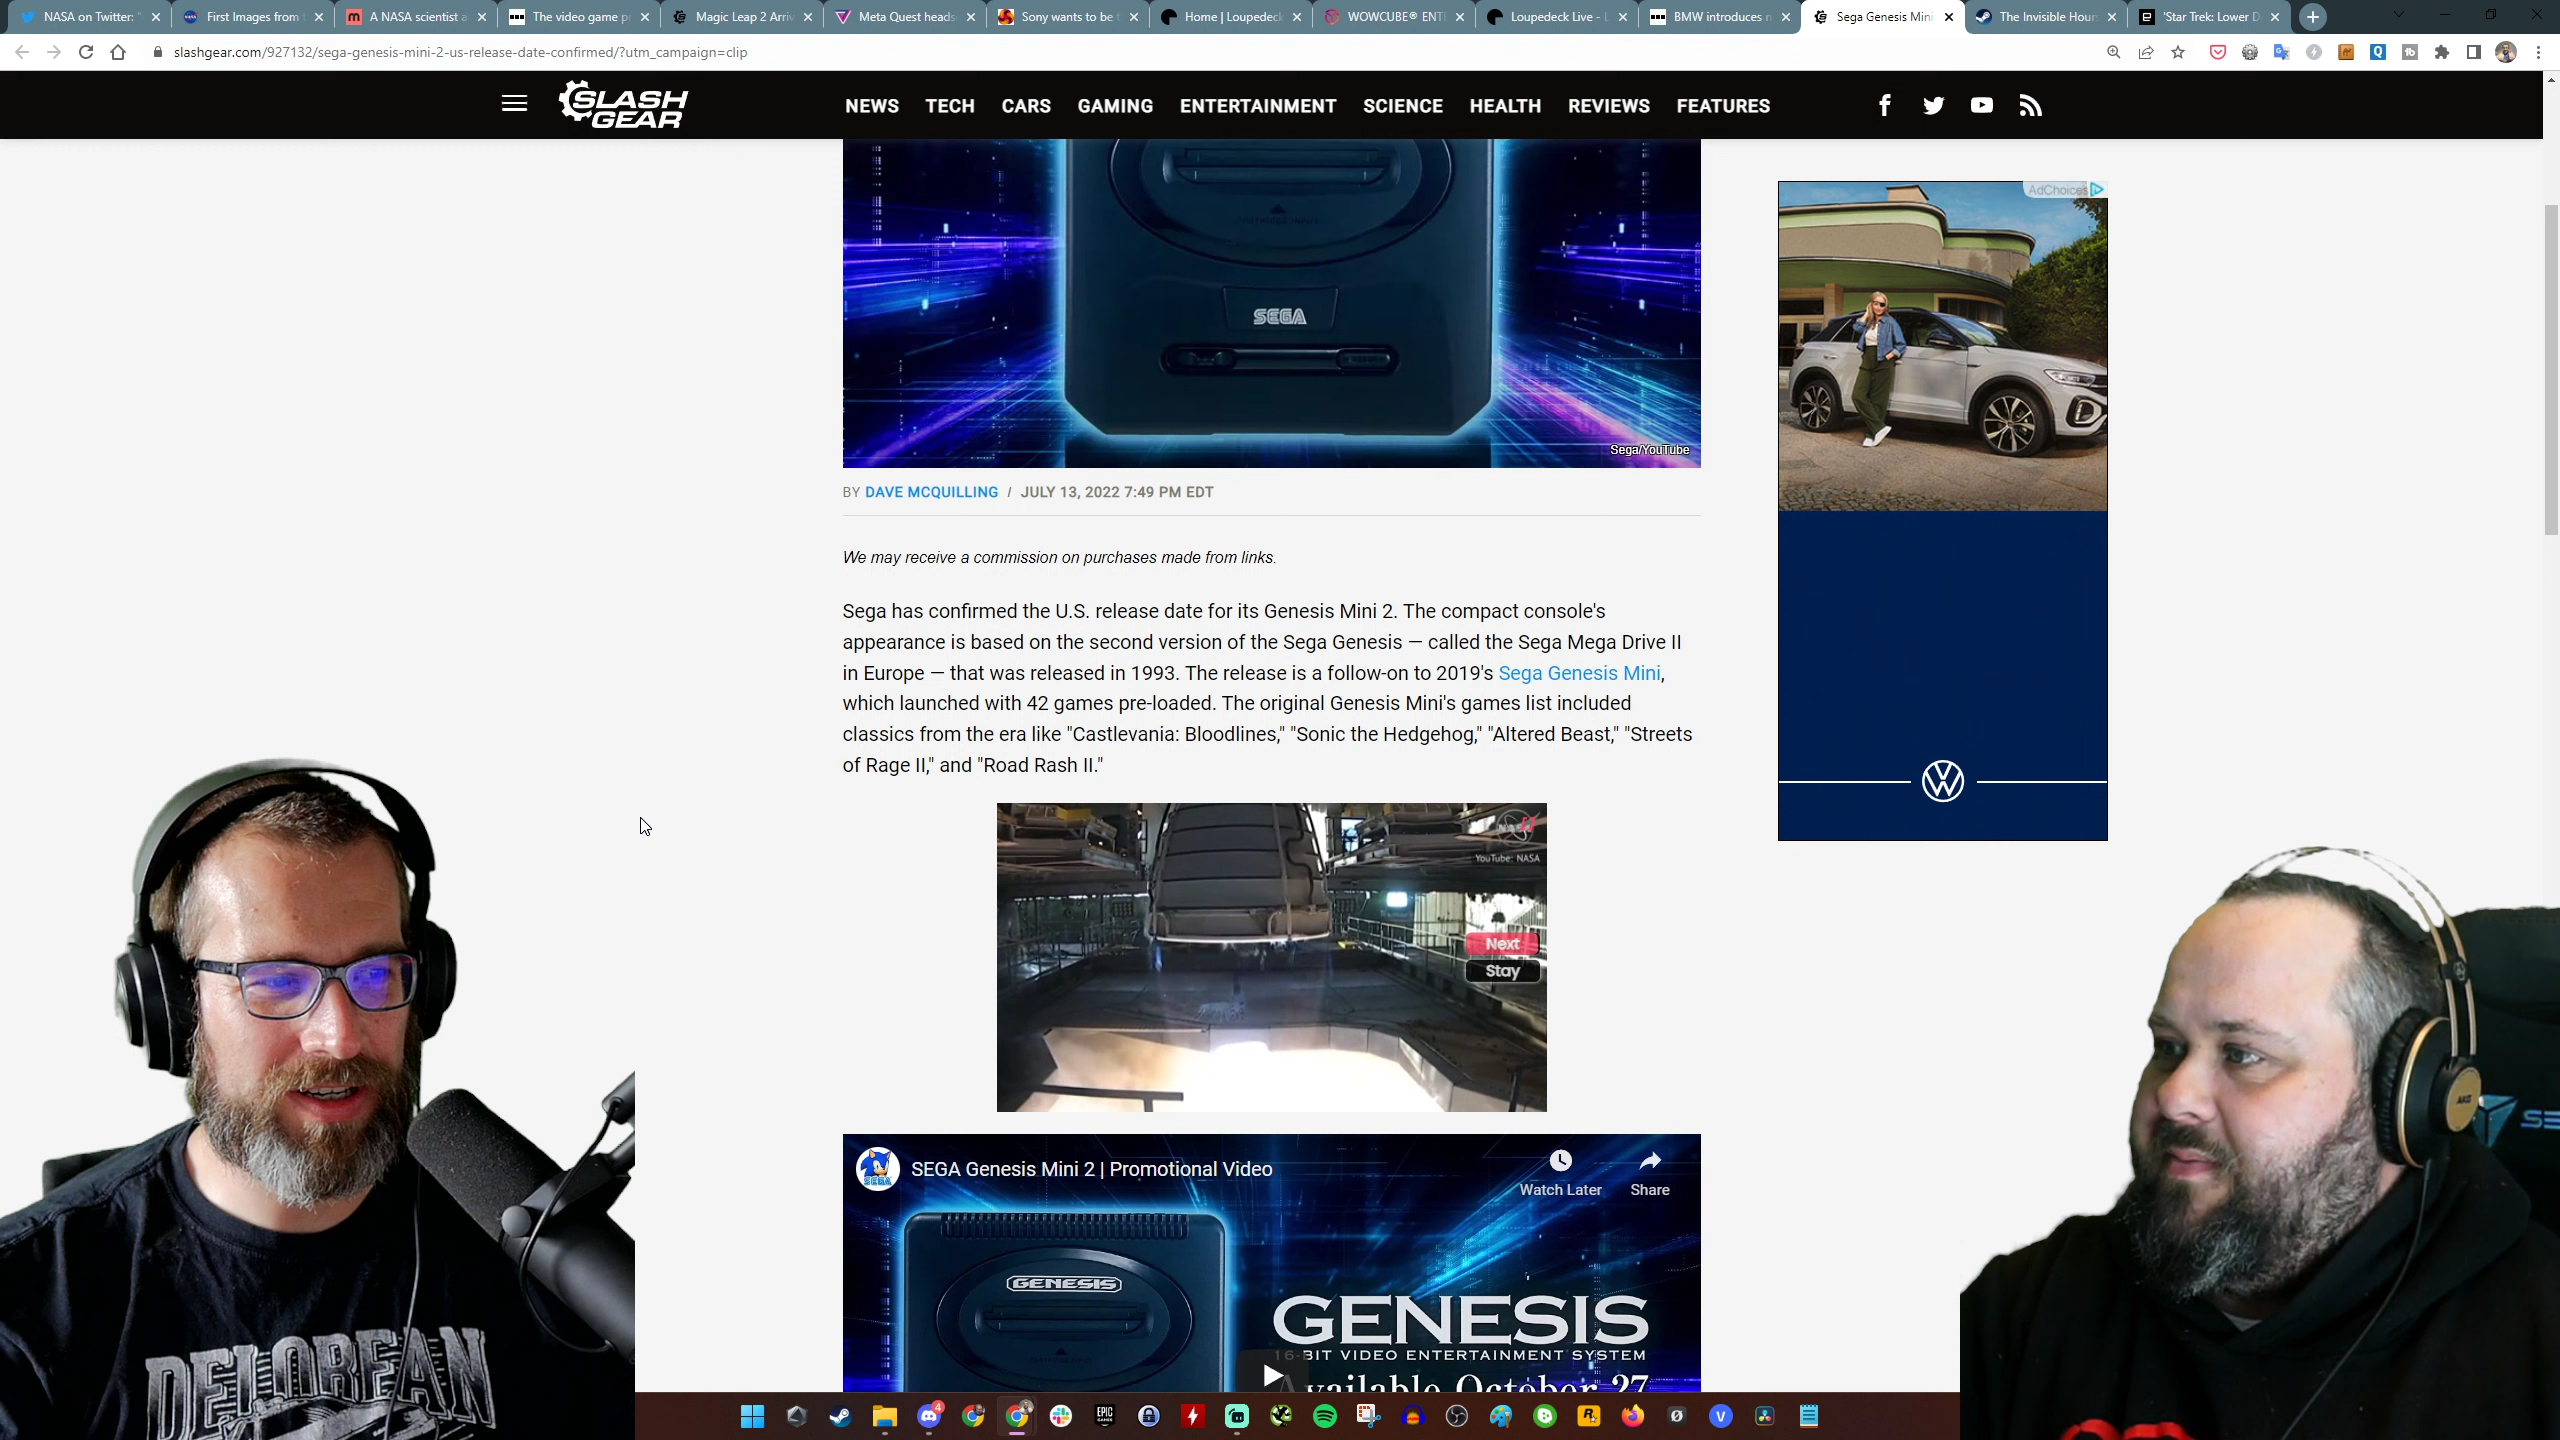 NASA on Twitter: "
First Images from t
A NASA scientist a
The video game p
Magic Leap 2 Arriv
Meta Quest heads
Sony wants to be t
Home | Loupedeck
WOWCUBE® ENT
Loupedeck Live - L
BMW introduces n
Sega Genesis Mini
The Invisible Hour
'Star Trek: Lower D
slashgear.com/927132/sega-genesis-mini-2-us-release-date-confirmed/?utm_campaign=clip
SLASH
GEAR
NEWS TECH CARS GAMING ENTERTAINMENT SCIENCE HEALTH REVIEWS FEATURES
AdChoices
SEGA
Sega/YouTube
BY DAVE MCQUILLING / JULY 13, 2022 7:49 PM EDT
We may receive a commission on purchases made from links.
Sega has confirmed the U.S. release date for its Genesis Mini 2. The compact console's
appearance is based on the second version of the Sega Genesis — called the Sega Mega Drive II
in Europe — that was released in 1993. The release is a follow-on to 2019's Sega Genesis Mini,
which launched with 42 games pre-loaded. The original Genesis Mini's games list included
classics from the era like "Castlevania: Bloodlines," "Sonic the Hedgehog," "Altered Beast," "Streets
of Rage II," and "Road Rash II."
YouTube: NASA
Next
Stay
SEGA
SEGA Genesis Mini 2 | Promotional Video
Watch Later
Share
GENESIS
GENESIS
16-BIT VIDEO ENTERTAINMENT SYSTEM
Available October 27
DELOREAN
AKG
4
EPIC
GAMES